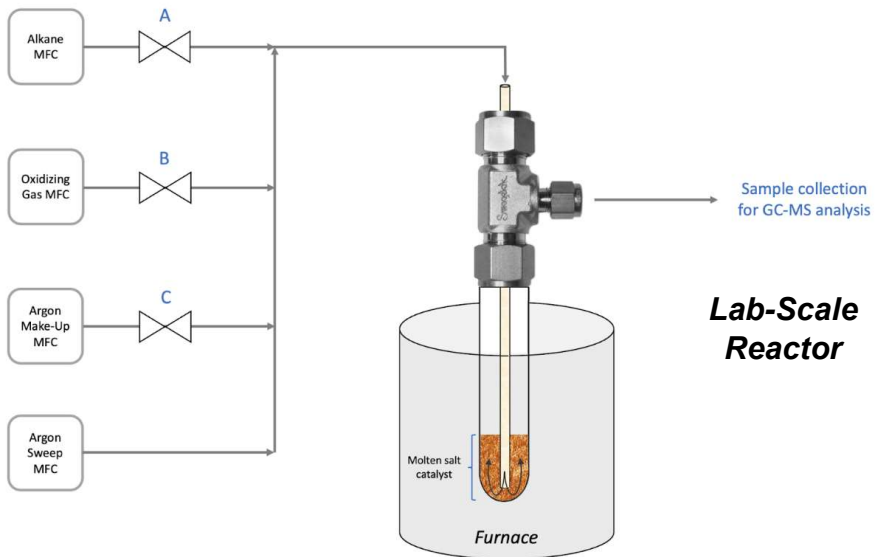 A
Alkane
MFC
B
Oxidizing
Gas MFC
C
Argon
Make-Up
MFC
Argon
Sweep
MFC
Swagelok
Sample collection
for GC-MS analysis
Lab-Scale
Reactor
Molten salt
catalyst
Furnace